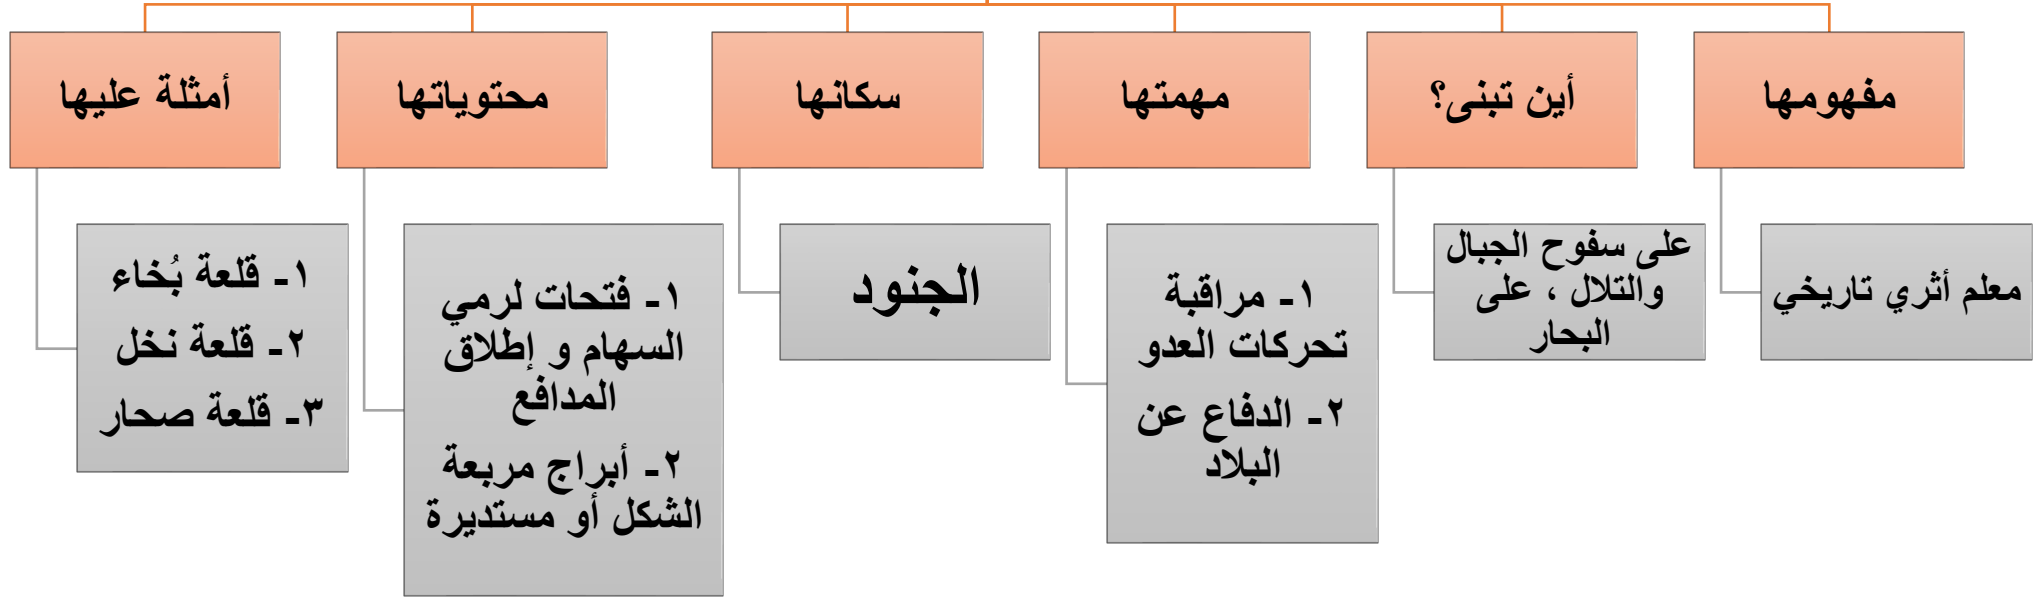 مفهومها
معلم أثري تاريخي
أين تبنى؟
على سفوح الجبال
والتلال ، على
البحار
مهمتها
١- مراقبة
تحركات العدو
٢- الدفاع عن
البلاد
سكانها
الجنود
محتوياتها
١- فتحات لرمي
السهام و إطلاق
المدافع
٢- أبراج مربعة
الشكل أو مستديرة
أمثلة عليها
١- قلعة بُخاء
٢- قلعة نخل
٣- قلعة صحار